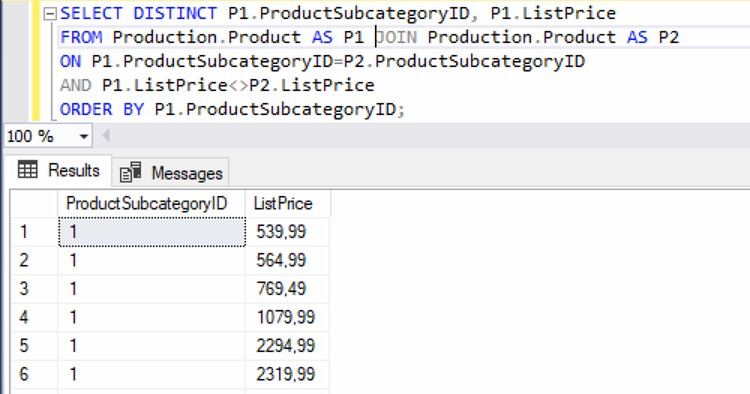 SELECT DISTINCT P1.ProductSubcategoryID, P1.ListPrice
FROM Production.Product AS P1 JOIN Production.Product AS P2
ON P1.ProductSubcategoryID=P2.ProductSubcategoryID
AND P1.ListPrice<>P2.ListPrice
ORDER BY P1.ProductSubcategoryID;
100 %
Results Messages
ProductSubcategoryID ListPrice
1 1 539,99
2 1 564,99
3 1 769,49
4 1 1079,99
5 1 2294,99
6 1 2319,99